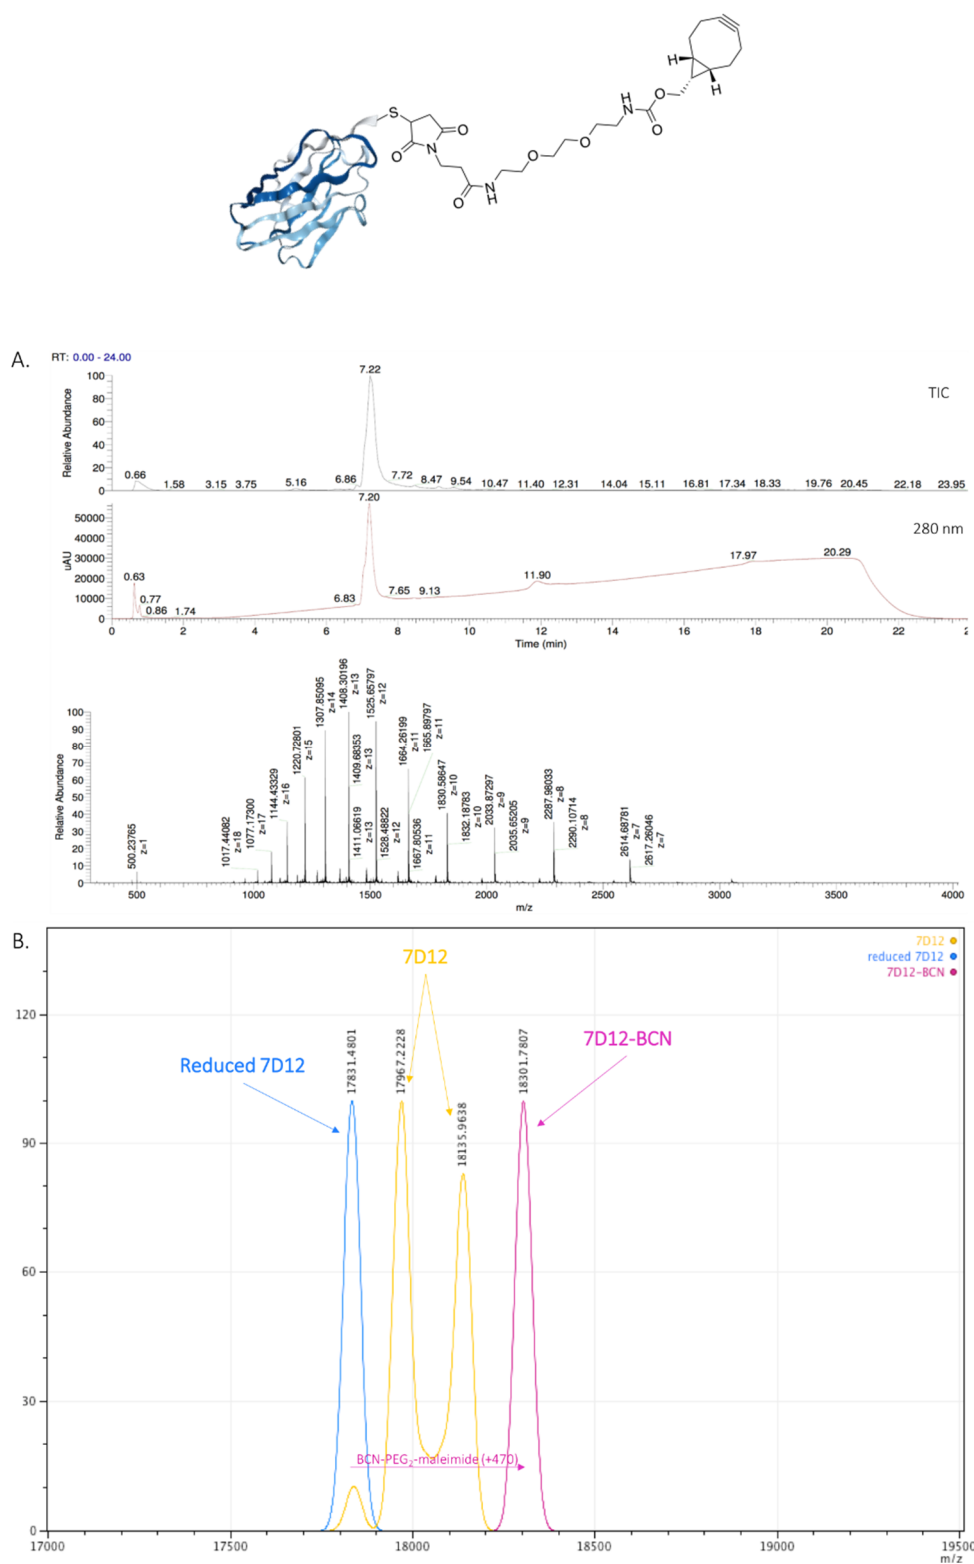 S
O
O
N
O
N
H
O
O
H
N
O
O
H
H
A.
RT: 0.00 - 24.00
TIC
Relative Abundance
100
80
60
40
20
0
0.66
1.58
3.15
3.75
5.16
6.86
7.22
7.72
8.47
9.54
10.47
11.40
12.31
14.04
15.11
16.81
17.34
18.33
19.76
20.45
22.18
23.95
280 nm
uAU
50000
40000
30000
20000
10000
0
0.63
0.77
0.86
1.74
6.83
7.20
7.65
9.13
11.90
17.97
20.29
0 2 4 6 8 10 12 14 16 18 20 22
Time (min)
Relative Abundance
100
90
80
70
60
50
40
30
20
10
0
500.23765 z=1
1017.44082 z=18
1077.17300 z=17
1144.43329 z=16
1220.72801 z=15
1307.85095 z=14
1408.30196 z=13
1409.68353 z=13
1411.06619 z=13
1525.65797 z=12
1528.48822 z=12
1664.26199 z=11
1665.89797 z=11
1667.80536 z=11
1830.58647 z=10
1832.18783 z=10
2033.87297 z=9
2035.65205 z=9
2287.98033 z=8
2290.10714 z=8
2614.68781 z=7
2617.26046 z=7
500 1000 1500 2000 2500 3000 3500 4000
m/z
B.
7D12
reduced 7D12
7D12-BCN
7D12
Reduced 7D12
7D12-BCN
17831.4801
17967.2228
18135.9638
18301.7807
BCN-PEG2-maleimide (+470)
120
90
60
30
0
17000 17500 18000 18500 19000 19500
m/z